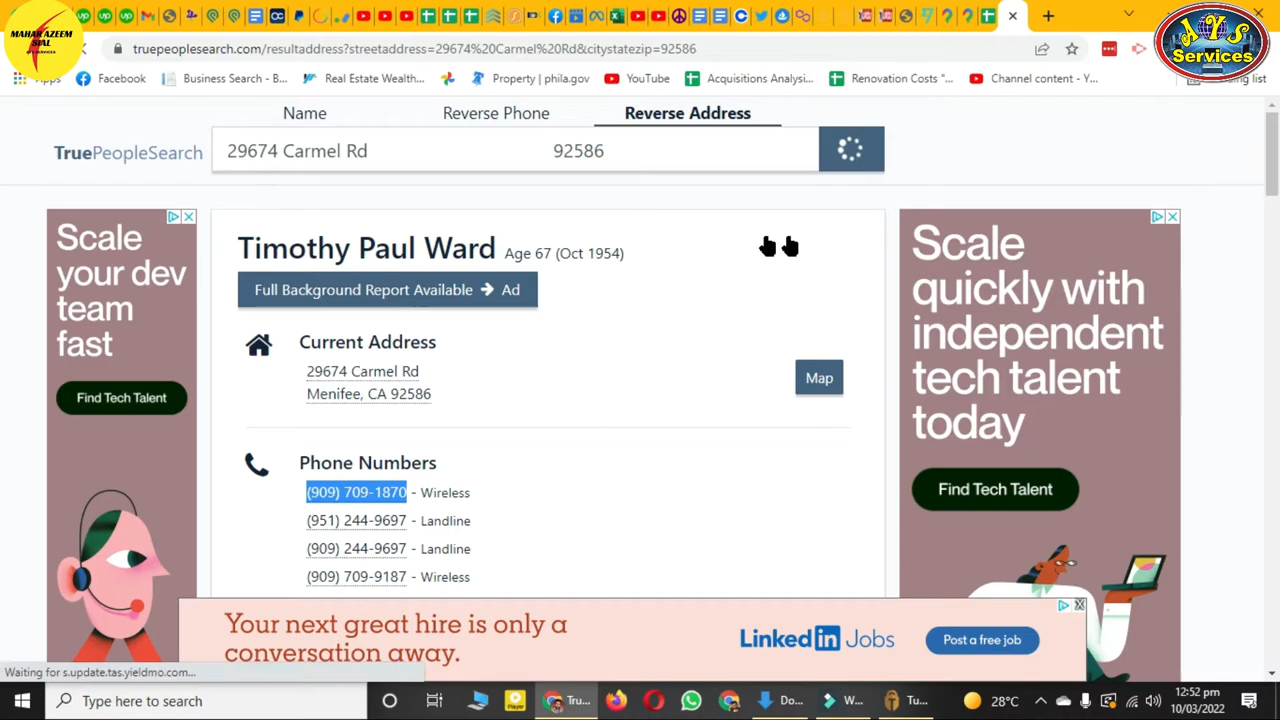 MAHAR AZEEM
SIAL
AYS
Services
truepeoplesearch.com/resultaddress?streetaddress=29674%20Carmel%20Rd&citystatezip=92586
Apps
Facebook
Business Search - B...
Real Estate Wealth...
Property | phila.gov
YouTube
Acquisitions Analysi...
Renovation Costs "...
Channel content - Y...
Name
Reverse Phone
Reverse Address
TruePeopleSearch
29674 Carmel Rd
92586
Scale
your dev
team
fast
Find Tech Talent
Timothy Paul Ward Age 67 (Oct 1954)
Full Background Report Available → Ad
Current Address
29674 Carmel Rd
Menifee, CA 92586
Map
Phone Numbers
(909) 709-1870 - Wireless
(951) 244-9697 - Landline
(909) 244-9697 - Landline
(909) 709-9187 - Wireless
Scale
quickly with
independent
tech talent
today
Find Tech Talent
Your next great hire is only a
conversation away.
LinkedIn Jobs
Post a free job
Waiting for s.update.tas.yieldmo.com...
Type here to search
Tru...
Do...
W...
Tu...
28°C
12:52 pm
10/03/2022